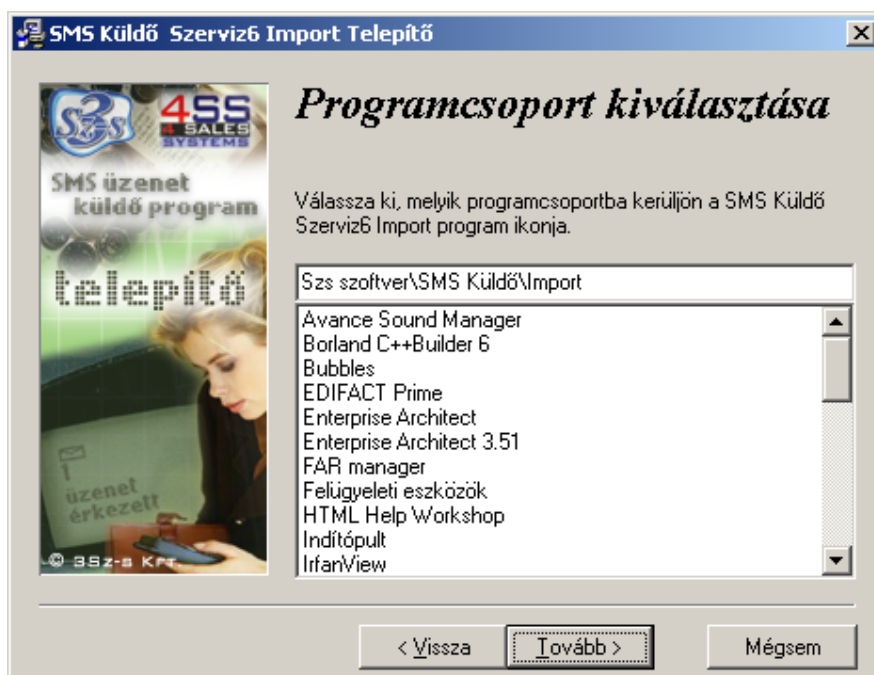 SMS Küldő Szerviz6 Import Telepítő
3
Szs
4SS
4 SALES
SYSTEMS
SMS üzenet
küldő program
telepítő
1
üzenet
érkezett
© 3Sz-s Kft.
Programcsoport kiválasztása
Válassza ki, melyik programcsoportba kerüljön a SMS Küldő
Szerviz6 Import program ikonja.
Szs szoftver\SMS Küldő\Import
Avance Sound Manager
Borland C++Builder 6
Bubbles
EDIFACT Prime
Enterprise Architect
Enterprise Architect 3.51
FAR manager
Felügyeleti eszközök
HTML Help Workshop
Indítópult
IrfanView
< Vissza
Tovább >
Mégsem